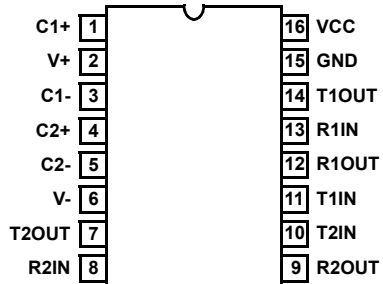 C1+ 1 16 VCC
V+ 2 15 GND
C1- 3 14 T1OUT
C2+ 4 13 R1IN
C2- 5 12 R1OUT
V- 6 11 T1IN
T2OUT 7 10 T2IN
R2IN 8 9 R2OUT